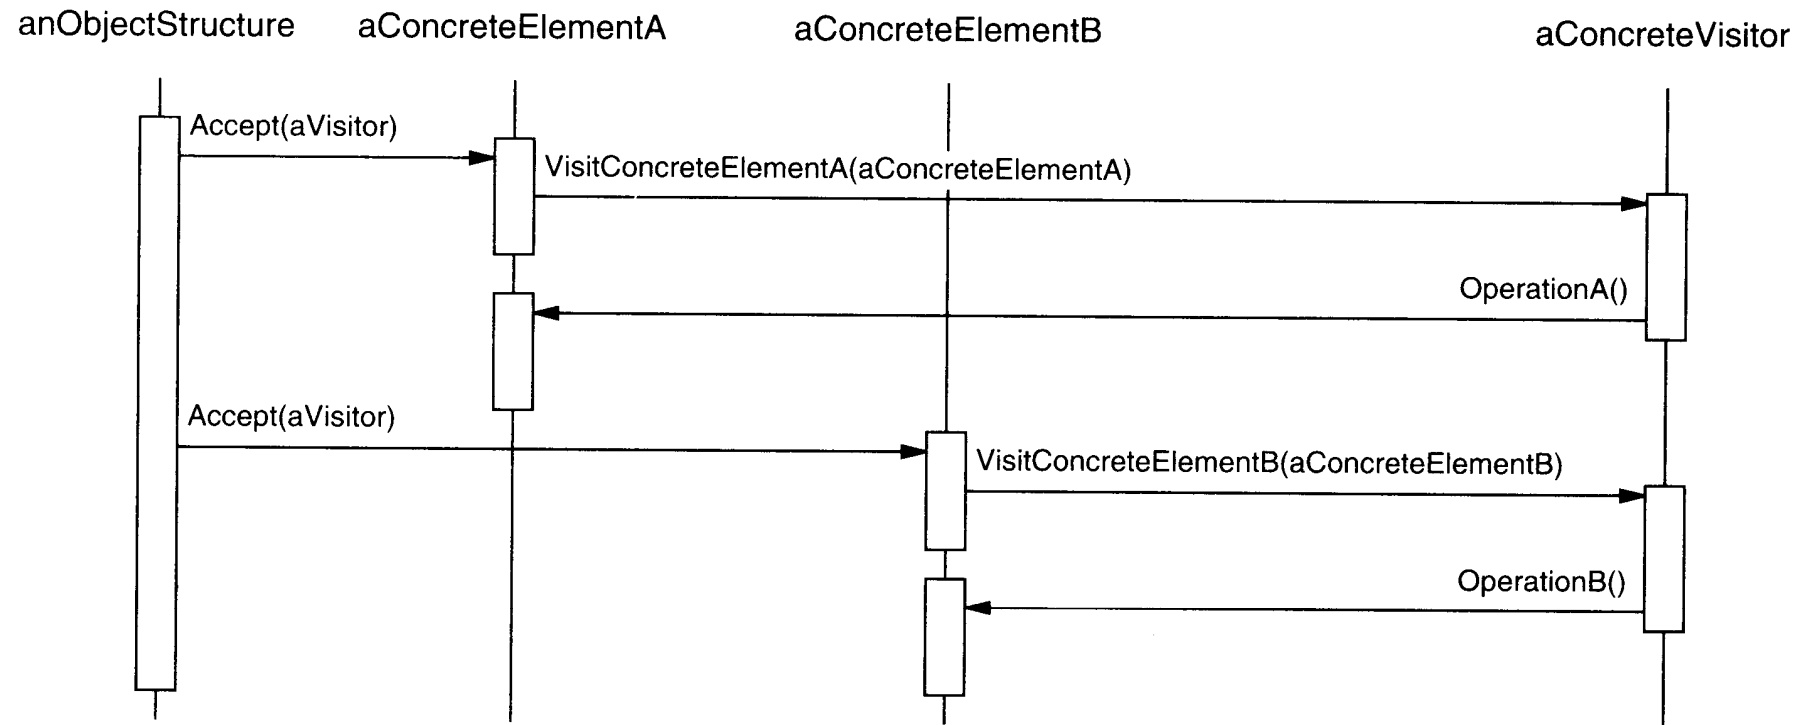 anObjectStructure
aConcreteElementA
aConcreteElementB
aConcreteVisitor
Accept(aVisitor)
VisitConcreteElementA(aConcreteElementA)
OperationA()
Accept(aVisitor)
VisitConcreteElementB(aConcreteElementB)
OperationB()